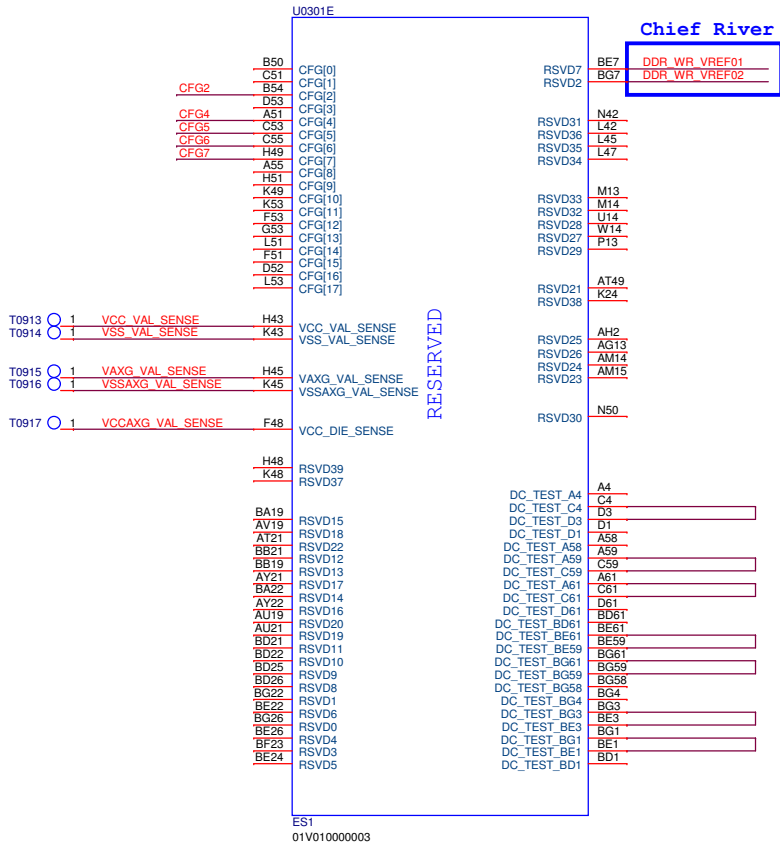 U0301E
Chief River
B50 CFG[0]
C51 CFG[1]
CFG2 B54 CFG[2]
D53 CFG[3]
CFG4 A51 CFG[4]
CFG5 C53 CFG[5]
CFG6 C55 CFG[6]
CFG7 H49 CFG[7]
A55 CFG[8]
H51 CFG[9]
K49 CFG[10]
K53 CFG[11]
F53 CFG[12]
G53 CFG[13]
L51 CFG[14]
F51 CFG[15]
D52 CFG[16]
L53 CFG[17]
T0913 1 VCC_VAL_SENSE H43 VCC_VAL_SENSE
T0914 1 VSS_VAL_SENSE K43 VSS_VAL_SENSE
T0915 1 VAXG_VAL_SENSE H45 VAXG_VAL_SENSE
T0916 1 VSSAXG_VAL_SENSE K45 VSSAXG_VAL_SENSE
T0917 1 VCCAXG_VAL_SENSE F48 VCC_DIE_SENSE
H48 RSVD39
K48 RSVD37
BA19 RSVD15
AV19 RSVD18
AT21 RSVD22
BB21 RSVD12
BB19 RSVD13
AY21 RSVD17
BA22 RSVD14
AY22 RSVD16
AU19 RSVD20
AU21 RSVD19
BD21 RSVD11
BD22 RSVD10
BD25 RSVD9
BD26 RSVD8
BG22 RSVD1
BE22 RSVD6
BG26 RSVD0
BE26 RSVD4
BF23 RSVD3
BE24 RSVD5
RESERVED
RSVD7 BE7 DDR_WR_VREF01
RSVD2 BG7 DDR_WR_VREF02
RSVD31 N42
RSVD36 L42
RSVD35 L45
RSVD34 L47
RSVD33 M13
RSVD32 M14
RSVD28 U14
RSVD27 W14
RSVD29 P13
RSVD21 AT49
RSVD38 K24
RSVD25 AH2
RSVD26 AG13
RSVD24 AM14
RSVD23 AM15
RSVD30 N50
DC_TEST_A4 A4
DC_TEST_C4 C4
DC_TEST_D3 D3
DC_TEST_D1 D1
DC_TEST_A58 A58
DC_TEST_A59 A59
DC_TEST_C59 C59
DC_TEST_A61 A61
DC_TEST_C61 C61
DC_TEST_D61 D61
DC_TEST_BD61 BD61
DC_TEST_BE61 BE61
DC_TEST_BE59 BE59
DC_TEST_BG61 BG61
DC_TEST_BG59 BG59
DC_TEST_BG58 BG58
DC_TEST_BG4 BG4
DC_TEST_BG3 BG3
DC_TEST_BE3 BE3
DC_TEST_BG1 BG1
DC_TEST_BE1 BE1
DC_TEST_BD1 BD1
ES1
01V010000003